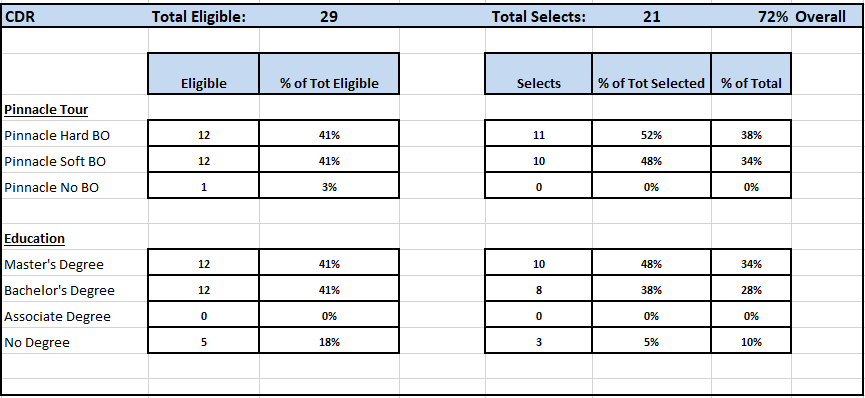 CDR Total Eligible: 29 Total Selects: 21 72% Overall
Eligible % of Tot Eligible Selects % of Tot Selected % of Total
Pinnacle Tour
Pinnacle Hard BO 12 41% 11 52% 38%
Pinnacle Soft BO 12 41% 10 48% 34%
Pinnacle No BO 1 3% 0 0% 0%
Education
Master's Degree 12 41% 10 48% 34%
Bachelor's Degree 12 41% 8 38% 28%
Associate Degree 0 0% 0 0% 0%
No Degree 5 18% 3 5% 10%